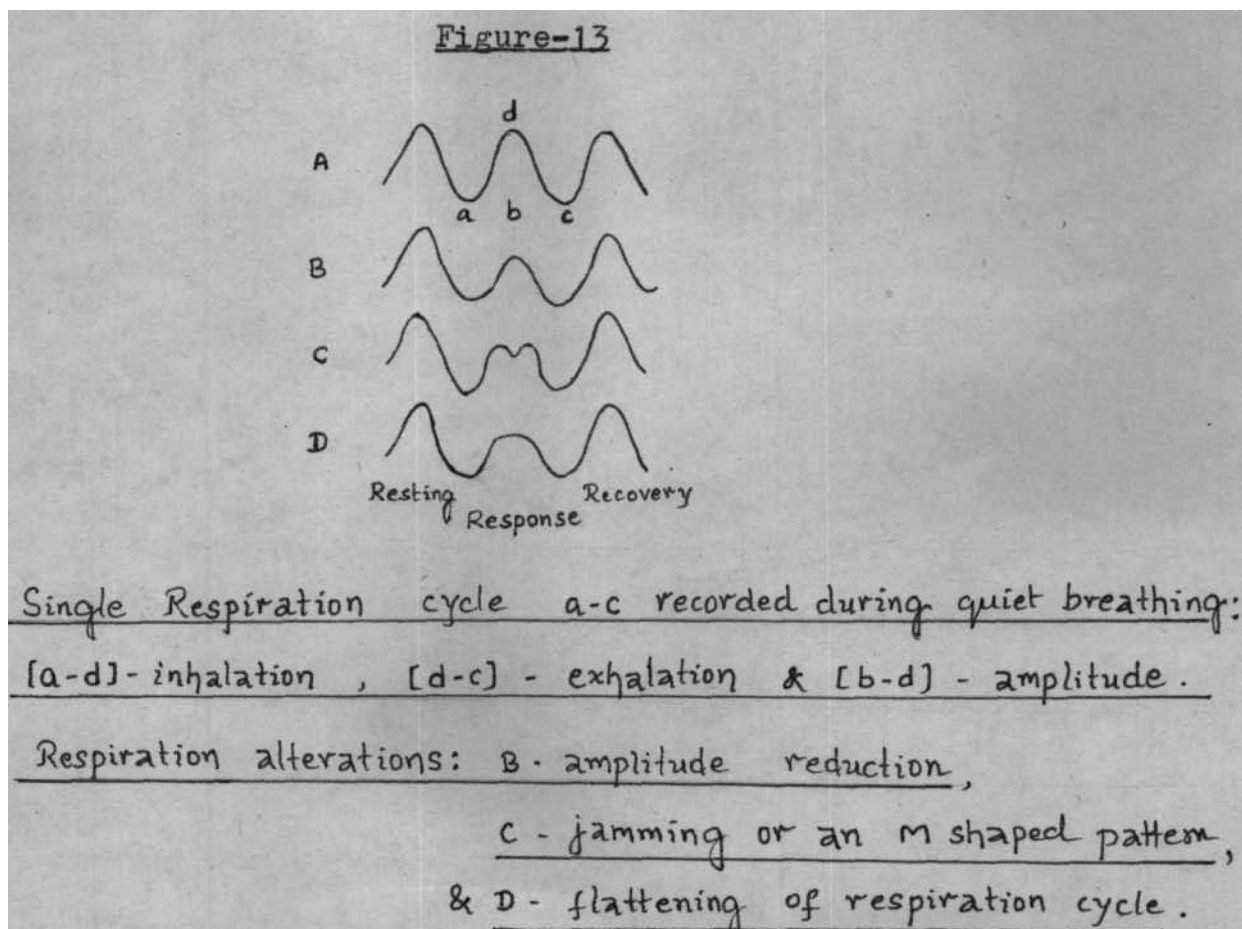 Figure-13
d
A
a b c
B
C
D
Resting Recovery
Response
Single Respiration cycle a-c recorded during quiet breathing:
[a-d]- inhalation , [d-c] - exhalation & [b-d] - amplitude .
Respiration alterations: B - amplitude reduction,
C - jamming or an M shaped pattern,
& D - flattening of respiration cycle .